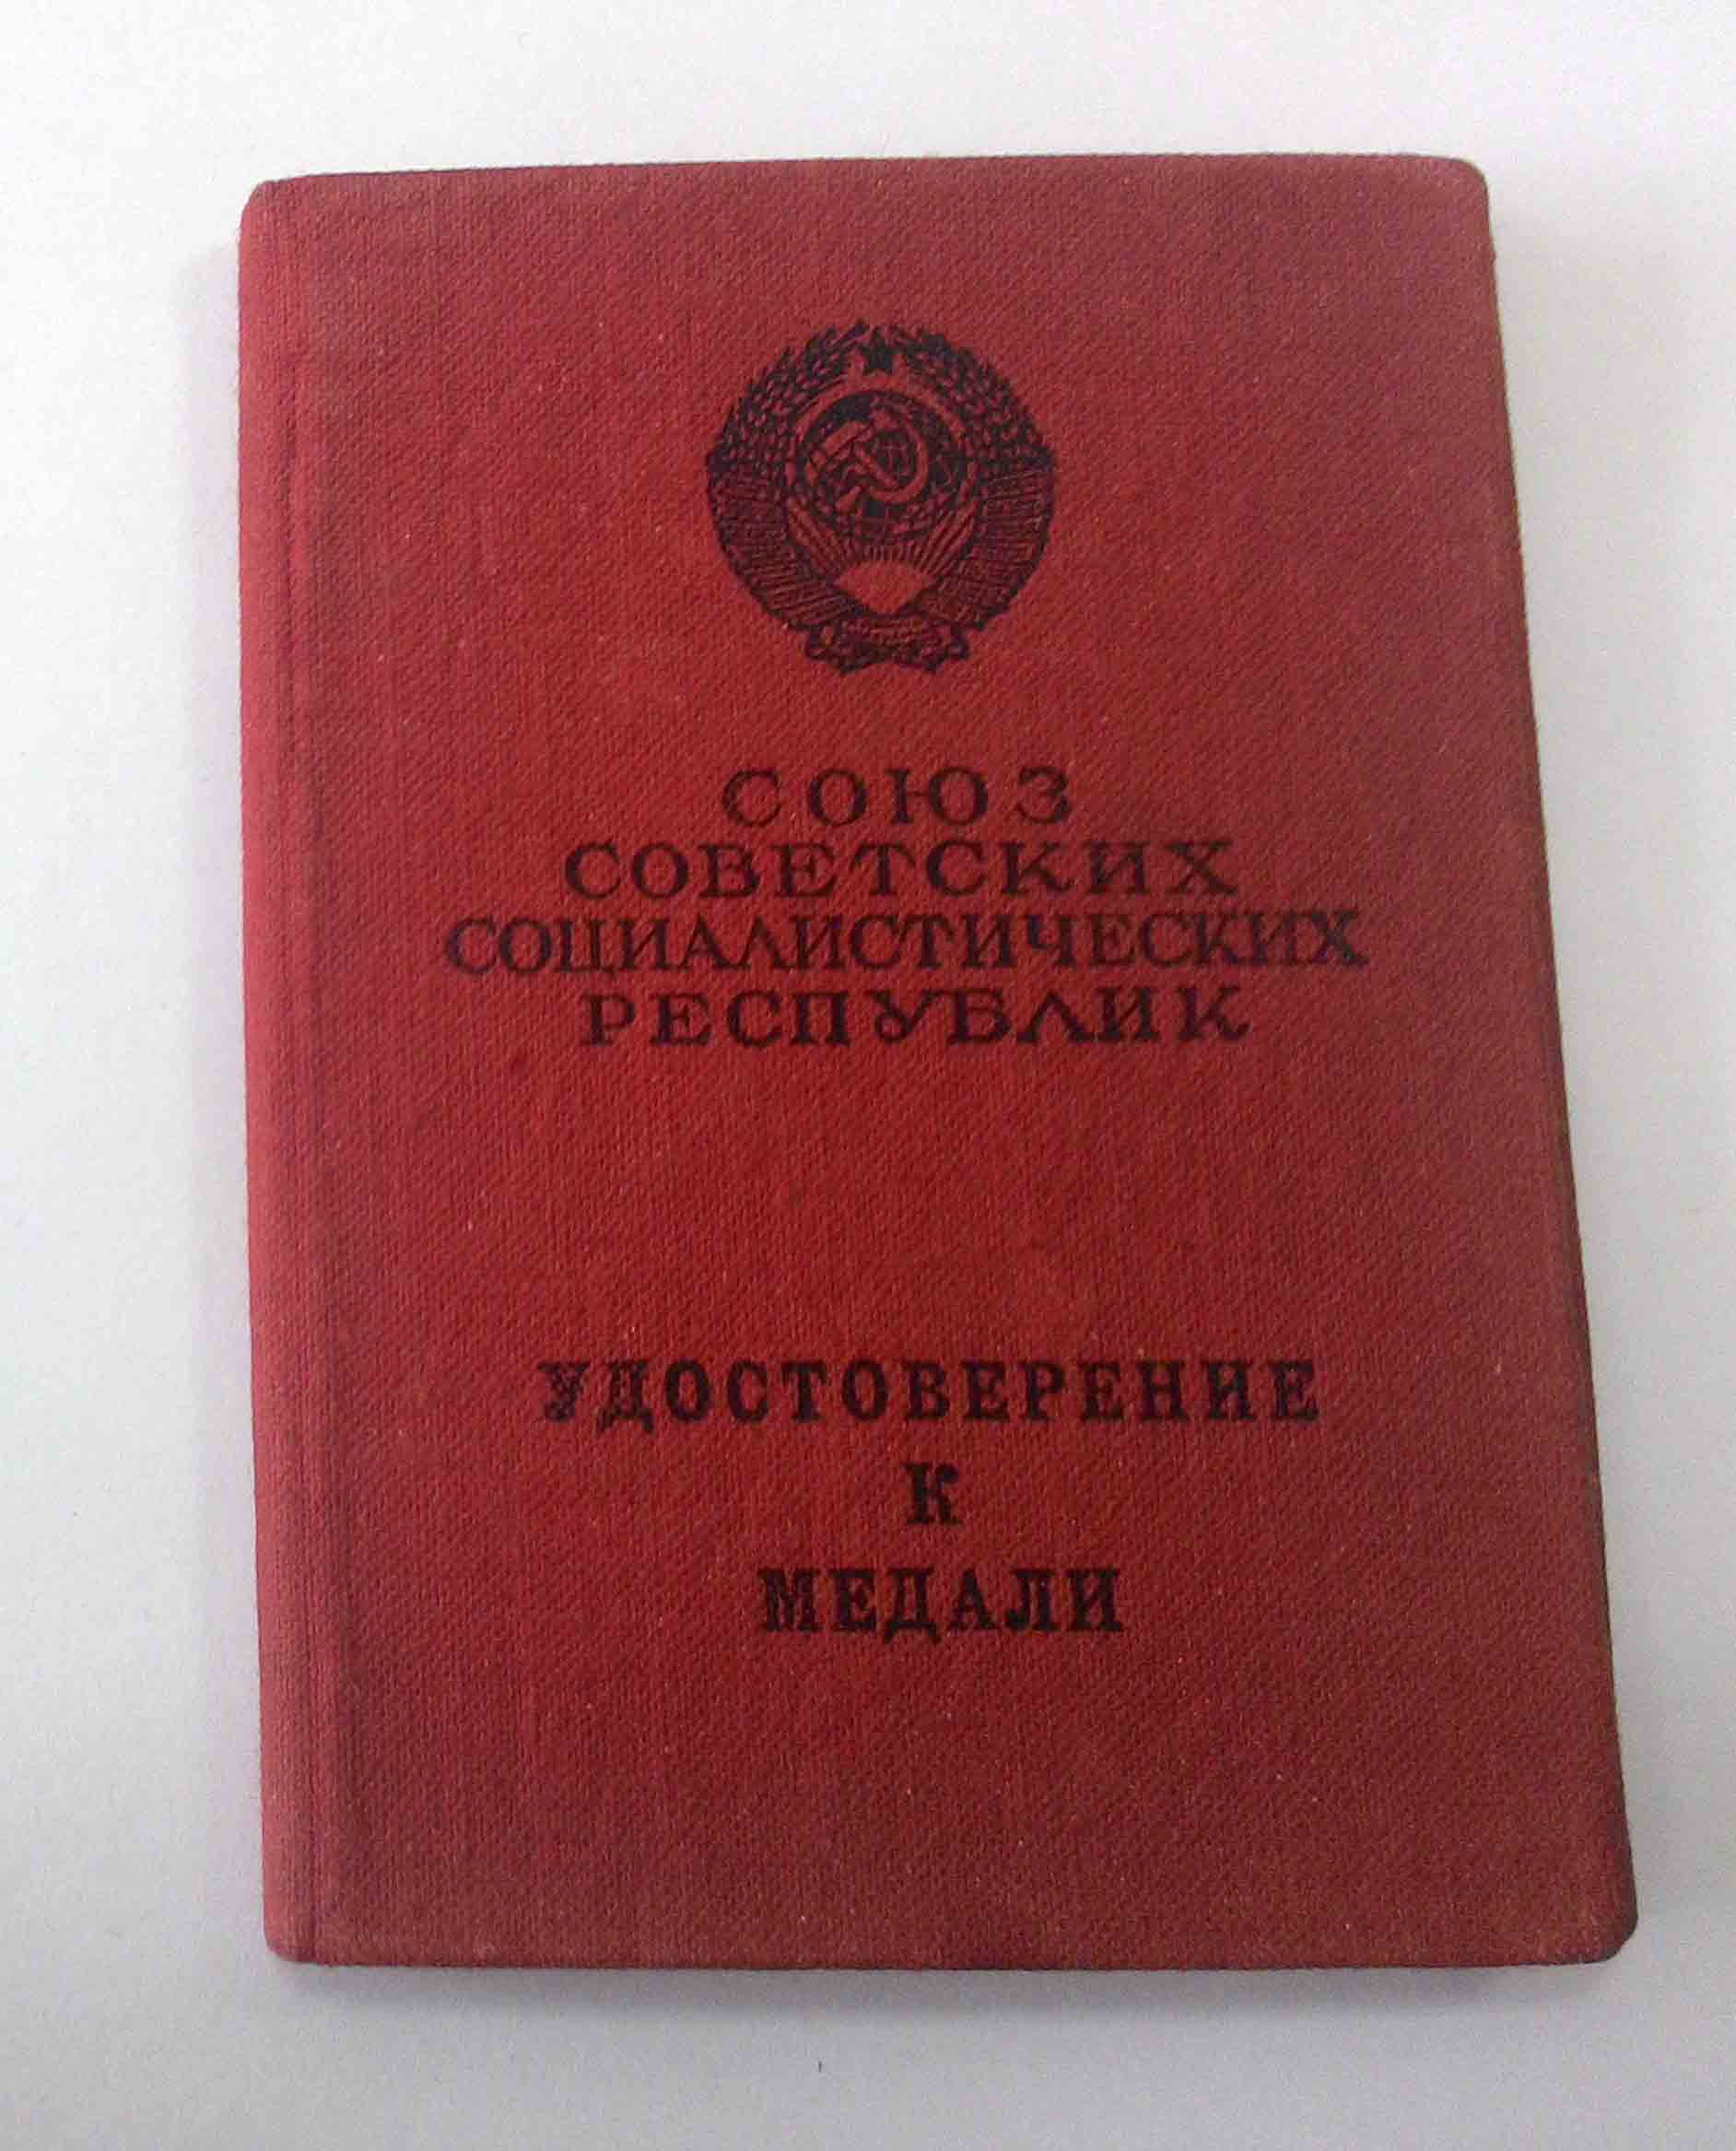 СОЮЗ
СОВЕТСКИХ
СОЦИАЛИСТИЧЕСКИХ
РЕСПУБЛИК
УДОСТОВЕРЕНИЕ
К
МЕДАЛИ